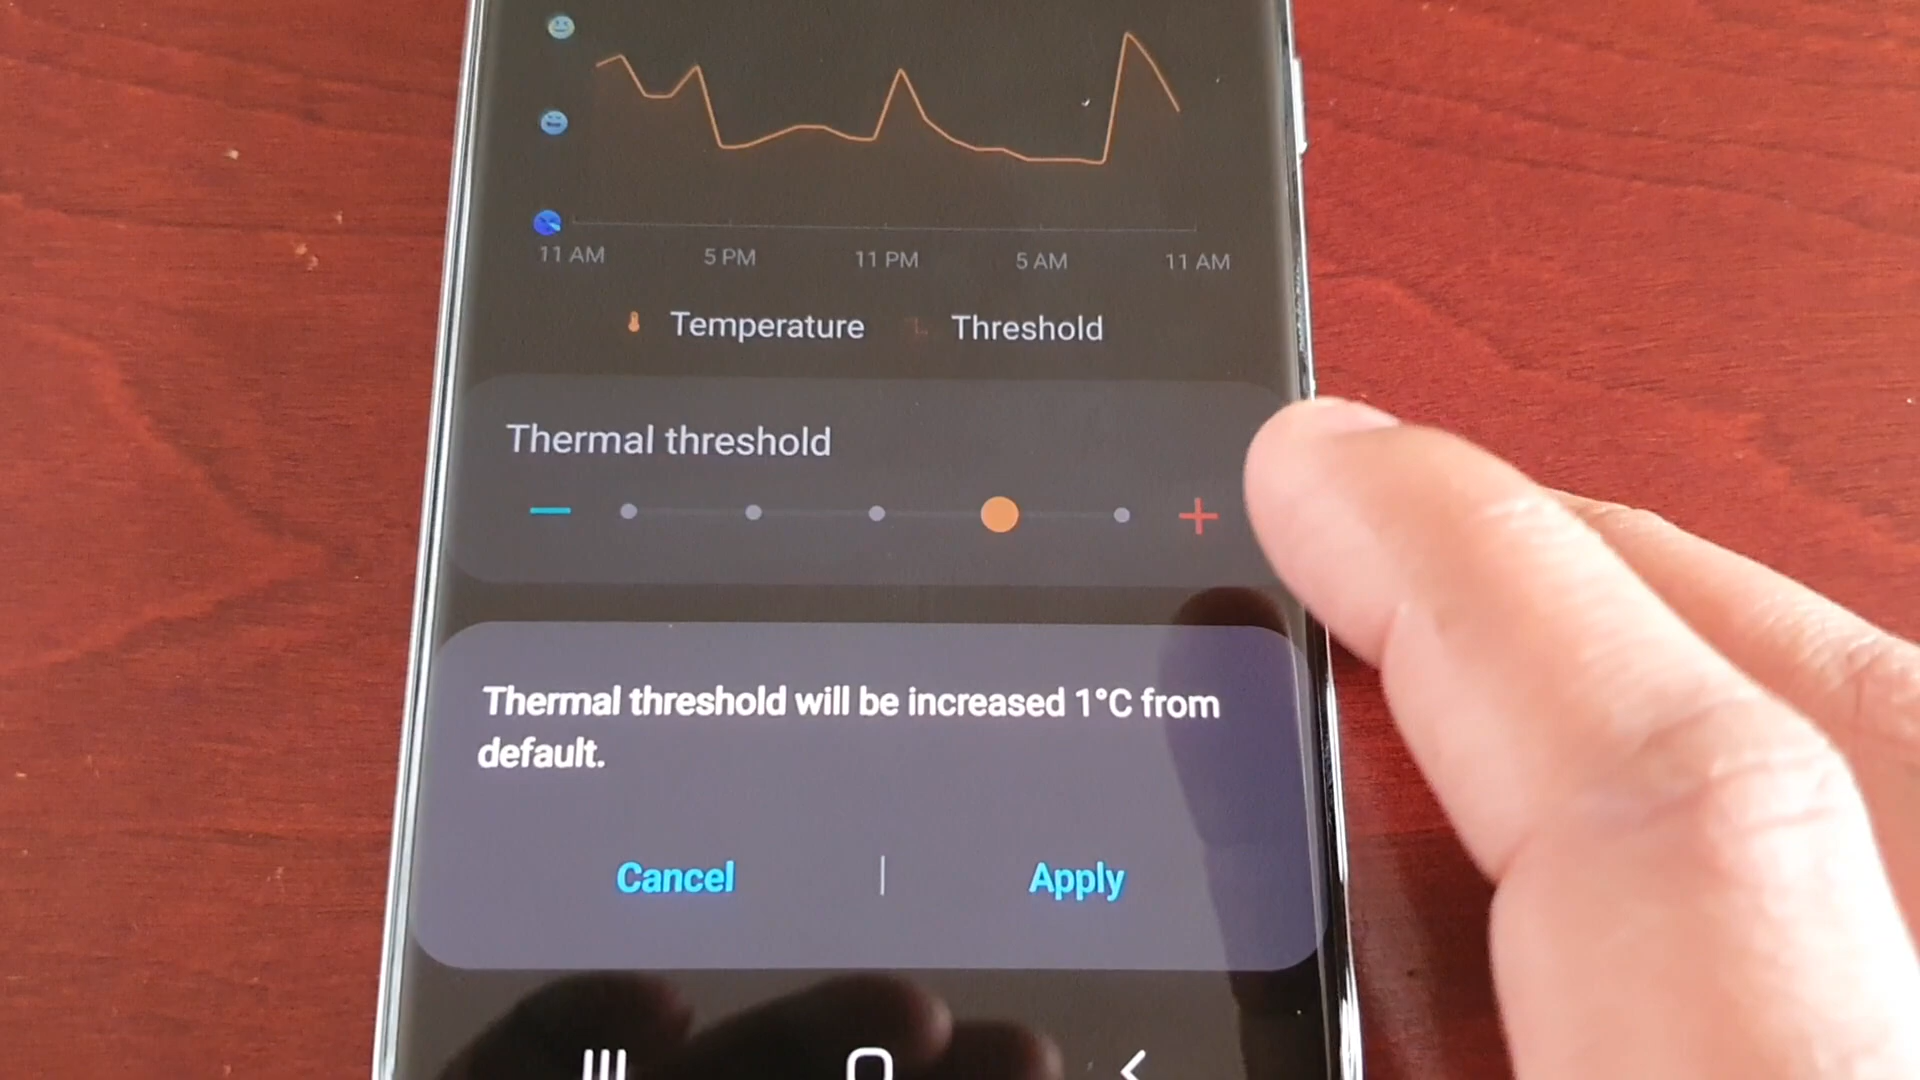 11 AM 5 PM 11 PM 5 AM 11 AM
Temperature Threshold
Thermal threshold
Thermal threshold will be increased 1°C from
default.
Cancel | Apply